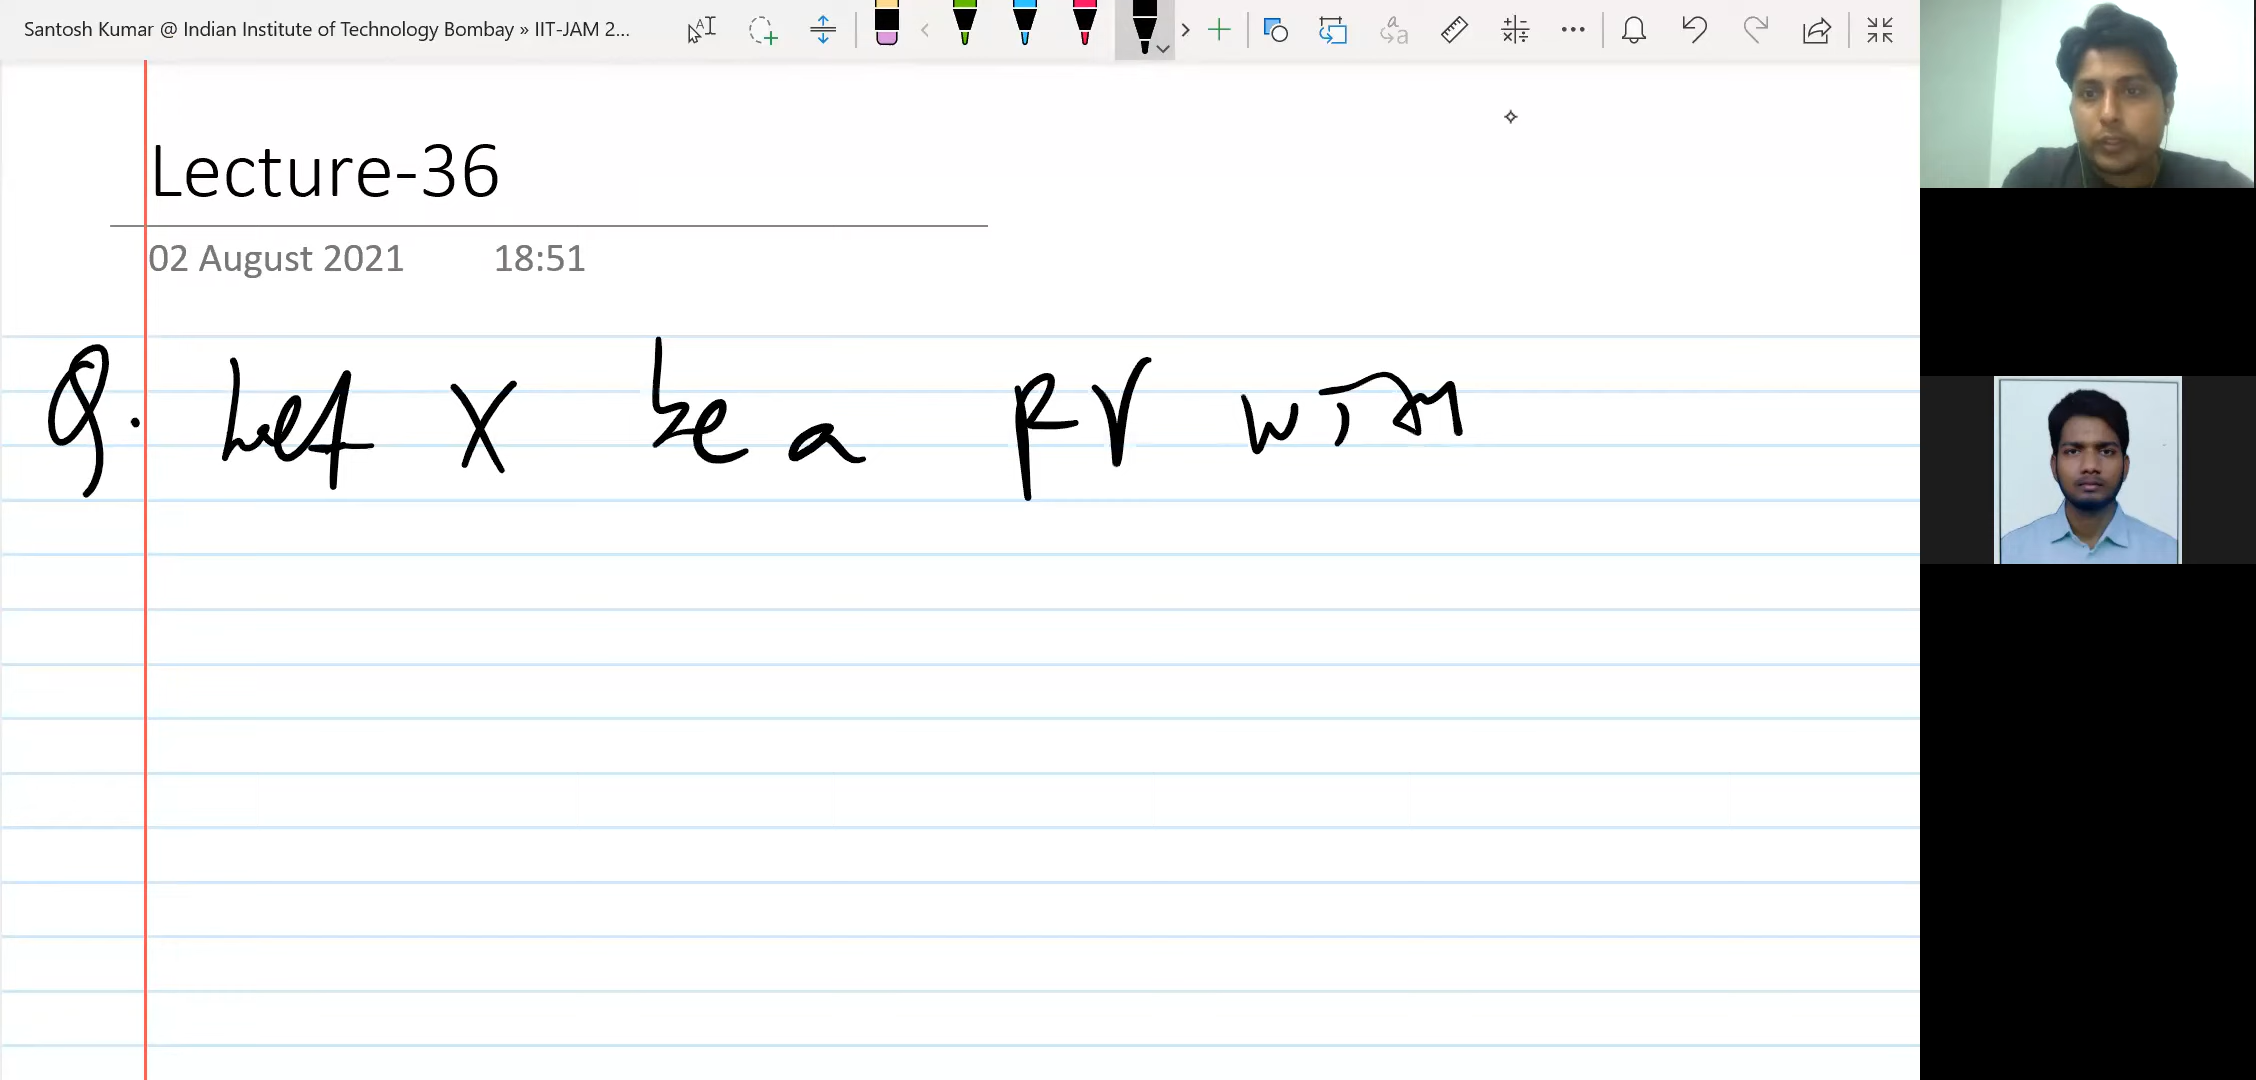 Santosh Kumar @ Indian Institute of Technology Bombay » IIT-JAM 2...
Lecture-36
02 August 2021 18:51
Q. Let X be a RV with